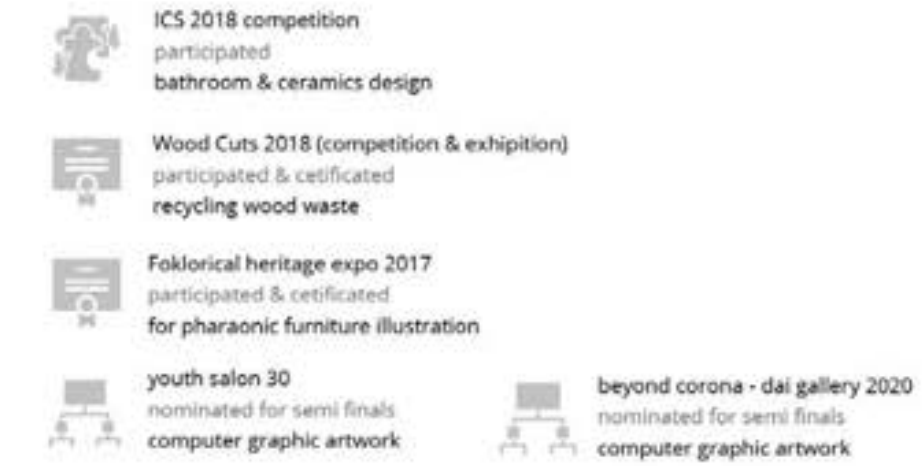 ICS 2018 competition
participated
bathroom & ceramics design
Wood Cuts 2018 (competition & exhipition)
participated & cetificated
recycling wood waste
Foklorical heritage expo 2017
participated & cetificated
for pharaonic furniture illustration
youth salon 30
nominated for semi finals
computer graphic artwork
beyond corona - dai gallery 2020
nominated for semi finals
computer graphic artwork